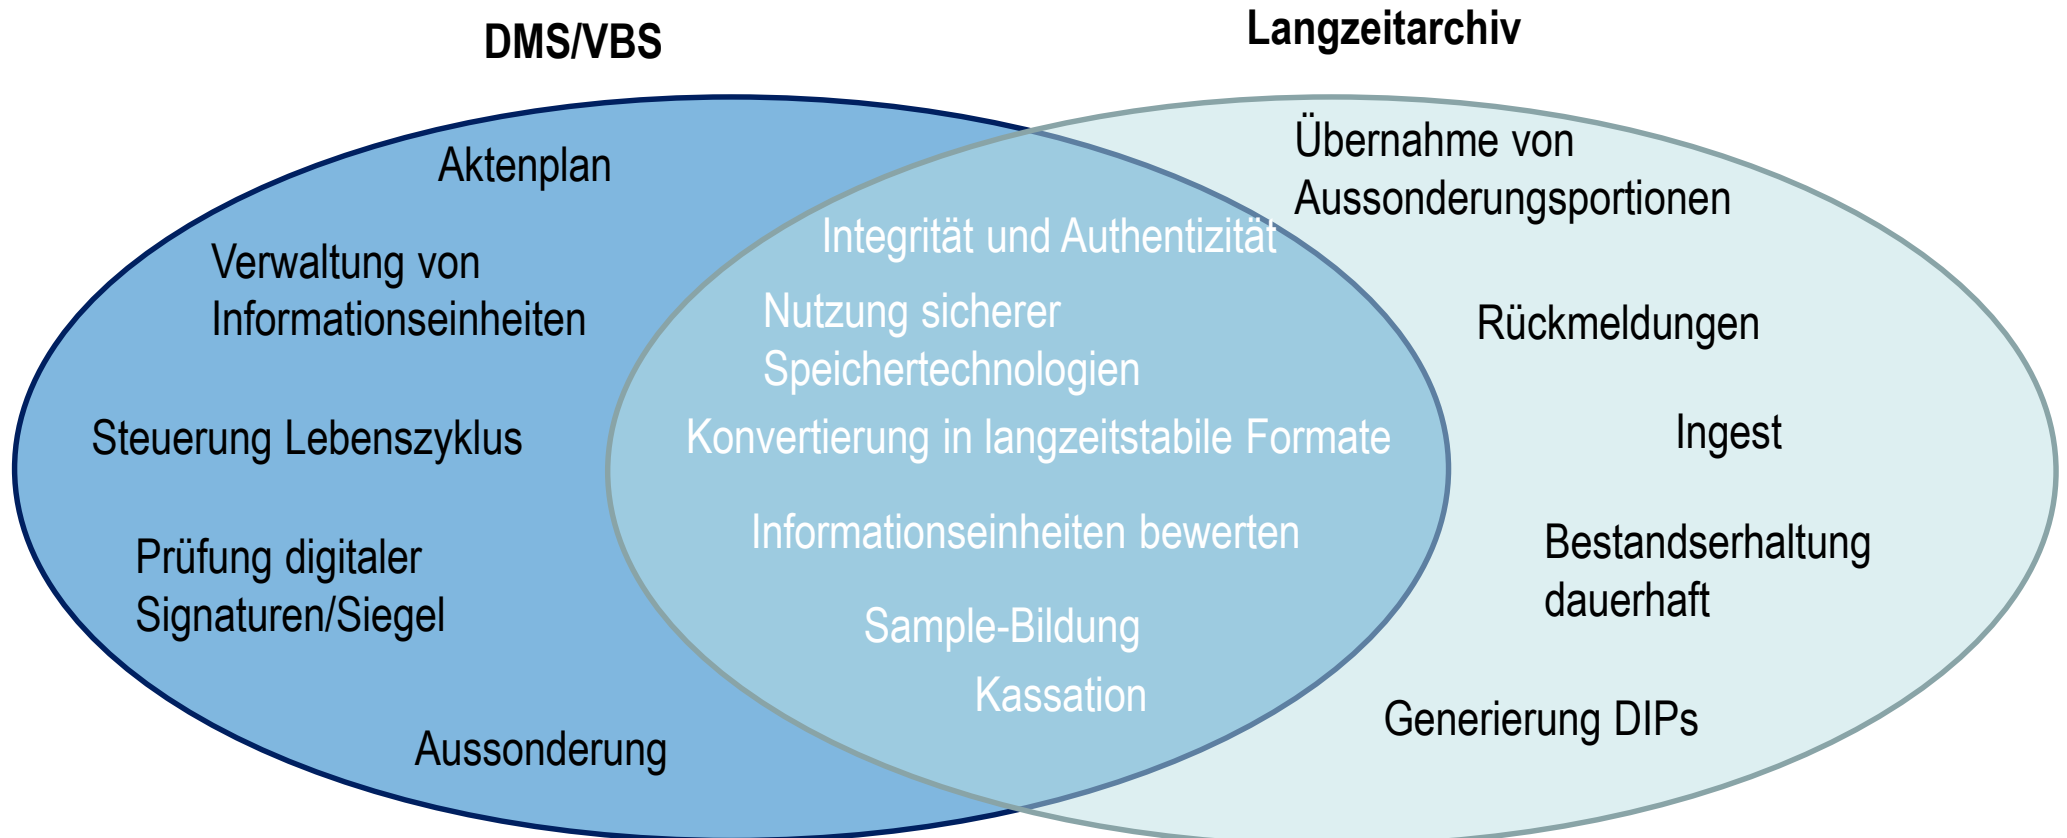 DMS/VBS
Langzeitarchiv
Aktenplan
Verwaltung von
Informationseinheiten
Steuerung Lebenszyklus
Prüfung digitaler
Signaturen/Siegel
Aussonderung
Integrität und Authentizität
Nutzung sicherer
Speichertechnologien
Konvertierung in langzeitstabile Formate
Informationseinheiten bewerten
Sample-Bildung
Kassation
Übernahme von
Aussonderungsportionen
Rückmeldungen
Ingest
Bestandserhaltung
dauerhaft
Generierung DIPs